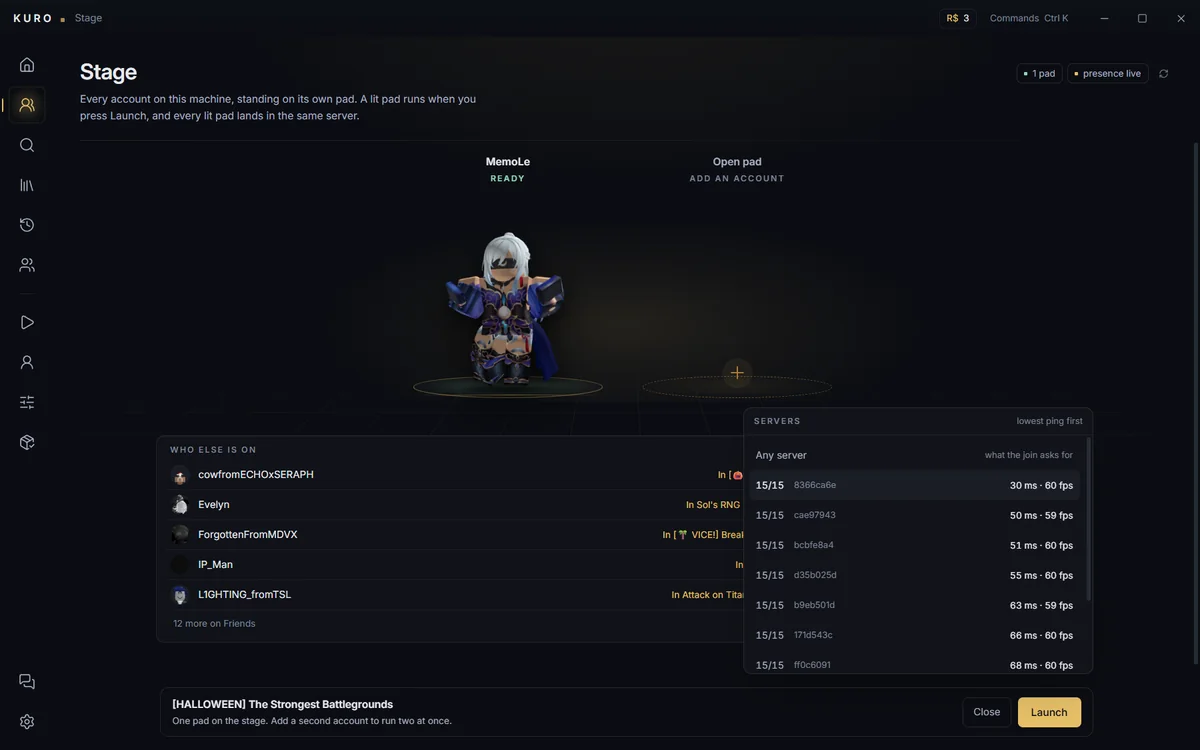 KURO
Stage
R$ 3
Commands Ctrl K
Stage
1 pad
presence live
Every account on this machine, standing on its own pad. A lit pad runs when you
press Launch, and every lit pad lands in the same server.
MemoLe
READY
Open pad
ADD AN ACCOUNT
WHO ELSE IS ON
cowfromECHOxSERAPH
In [🎃
Evelyn
In Sol's RNG
ForgottenFromMDVX
In [🌴 VICE!] Break
IP_Man
In
L1GHTING_fromTSL
In Attack on Titan
12 more on Friends
SERVERS
lowest ping first
Any server
what the join asks for
15/15 8366ca6e 30 ms · 60 fps
15/15 cae97943 50 ms · 59 fps
15/15 bcbfe8a4 51 ms · 60 fps
15/15 d35b025d 55 ms · 60 fps
15/15 b9eb501d 63 ms · 59 fps
15/15 171d543c 66 ms · 60 fps
15/15 ff0c6091 68 ms · 60 fps
[HALLOWEEN] The Strongest Battlegrounds
One pad on the stage. Add a second account to run two at once.
Close
Launch